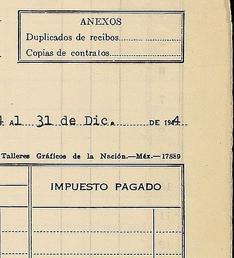 ANEXOS
Duplicados de recibos
Copias de contratos
Al 31 de Dic. DE 1944
Talleres Gráficos de la Nación.—Méx.—17889
IMPUESTO PAGADO